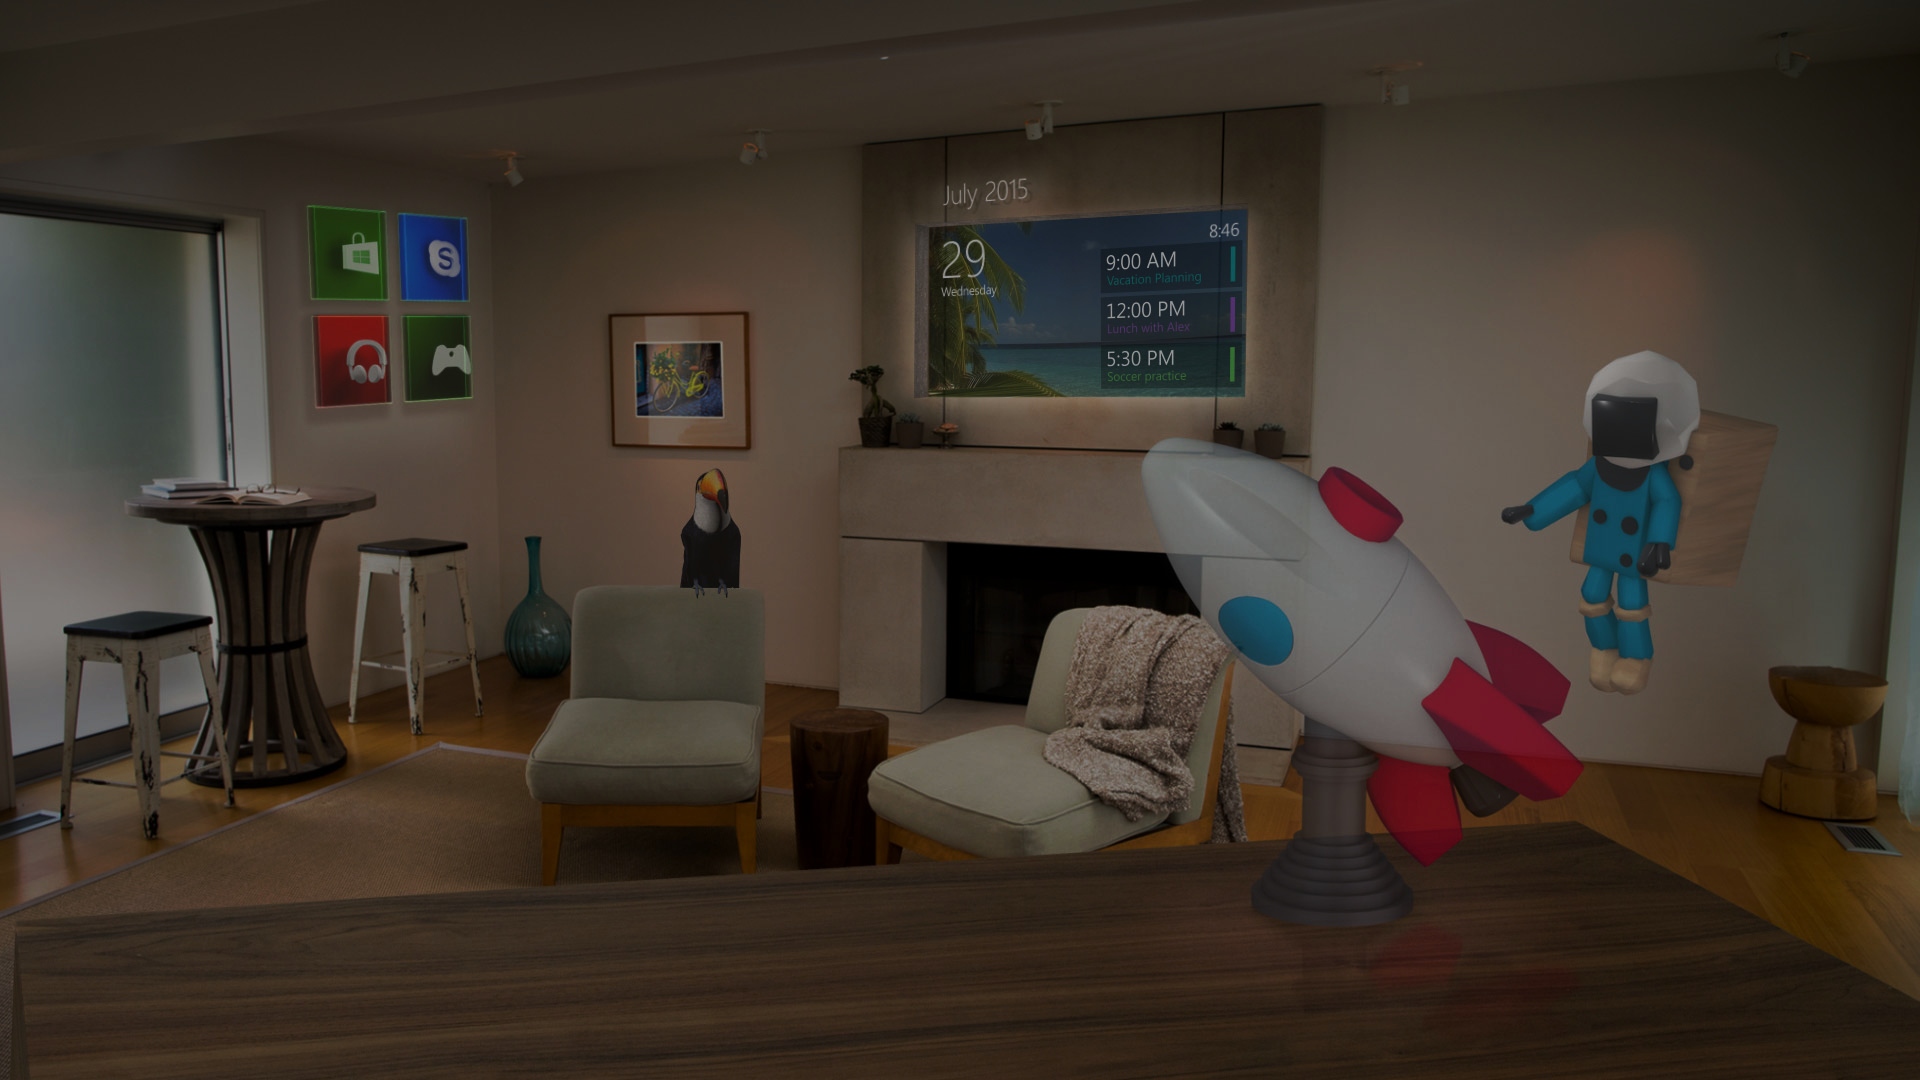 July 2015
8:46
29
Wednesday
9:00 AM
Vacation Planning
12:00 PM
Lunch with Alex
5:30 PM
Soccer practice
S